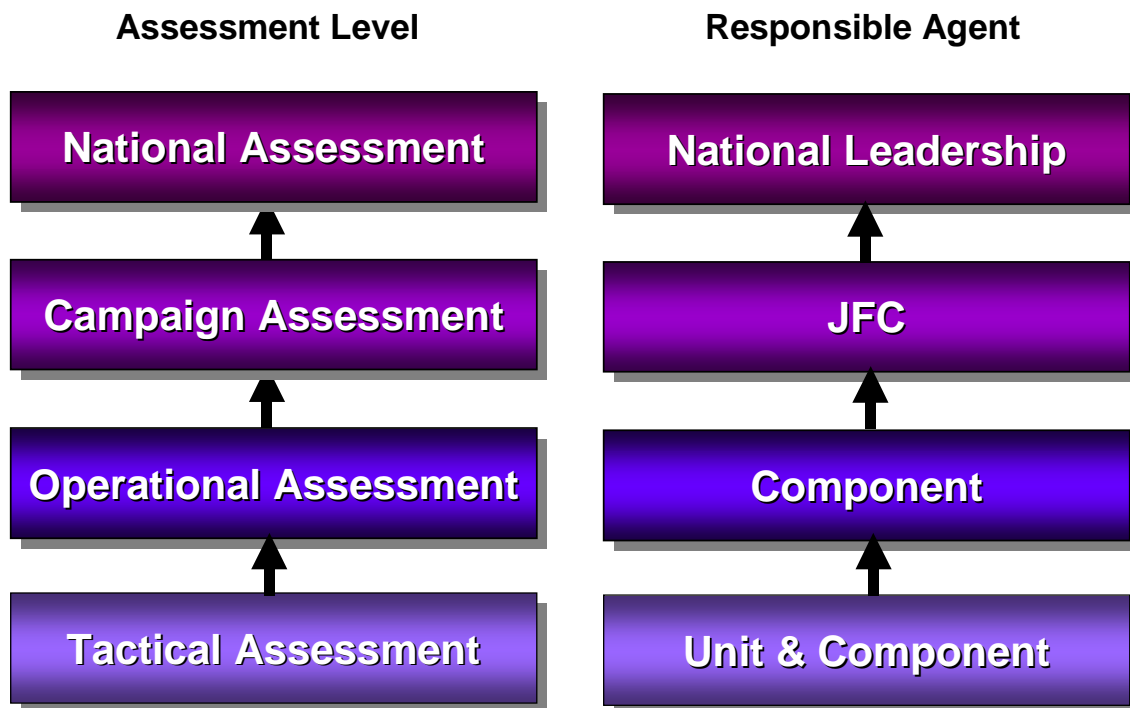 Assessment Level
Responsible Agent
National Assessment
National Leadership
Campaign Assessment
JFC
Operational Assessment
Component
Tactical Assessment
Unit & Component